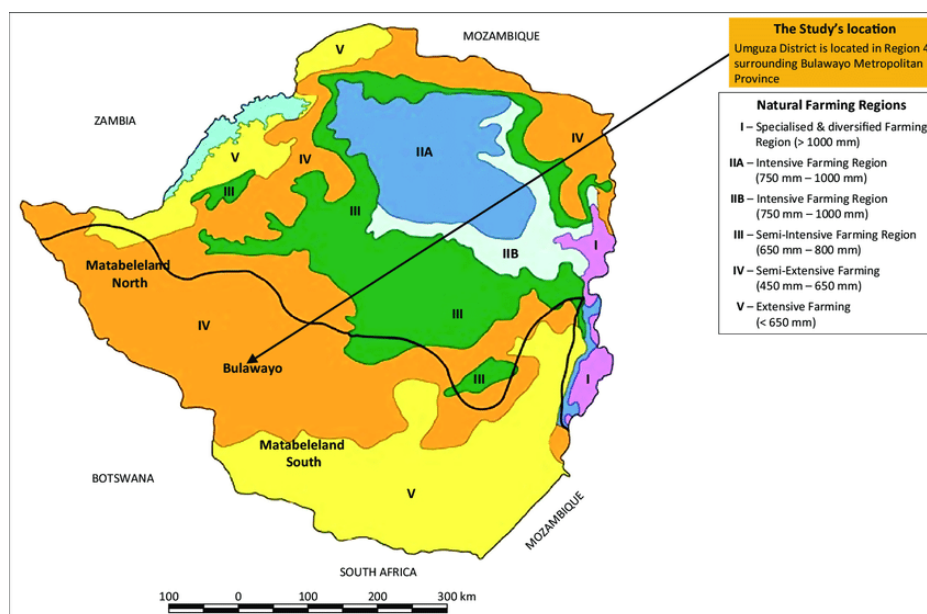 MOZAMBIQUE
ZAMBIA
V
V
IV
III
IIA
IV
III
IIB
I
Matabeleland
North
IV
III
Bulawayo
III
I
Matabeleland
South
V
BOTSWANA
MOZAMBIQUE
SOUTH AFRICA
100 0 100 200 300 km
The Study’s location
Umguza District is located in Region 4
surrounding Bulawayo Metropolitan
Province
Natural Farming Regions
I – Specialised & diversified Farming
Region (> 1000 mm)
IIA – Intensive Farming Region
(750 mm – 1000 mm)
IIB – Intensive Farming Region
(750 mm – 1000 mm)
III – Semi-Intensive Farming Region
(650 mm – 800 mm)
IV – Semi-Extensive Farming
(450 mm – 650 mm)
V – Extensive Farming
(< 650 mm)